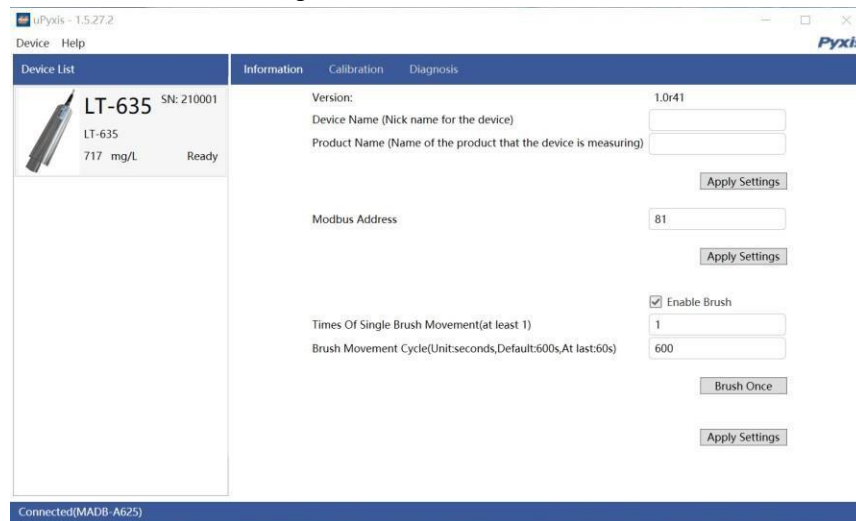 uPyxis - 1.5.27.2
Device Help
Pyxis
Device List
Information Calibration Diagnosis
LT-635 SN: 210001
LT-635
717 mg/L Ready
Version: 1.0r41
Device Name (Nick name for the device)
Product Name (Name of the product that the device is measuring)
Apply Settings
Modbus Address 81
Apply Settings
Enable Brush
Times Of Single Brush Movement(at least 1) 1
Brush Movement Cycle(Unit:seconds,Default:600s,At last:60s) 600
Brush Once
Apply Settings
Connected(MADB-A625)